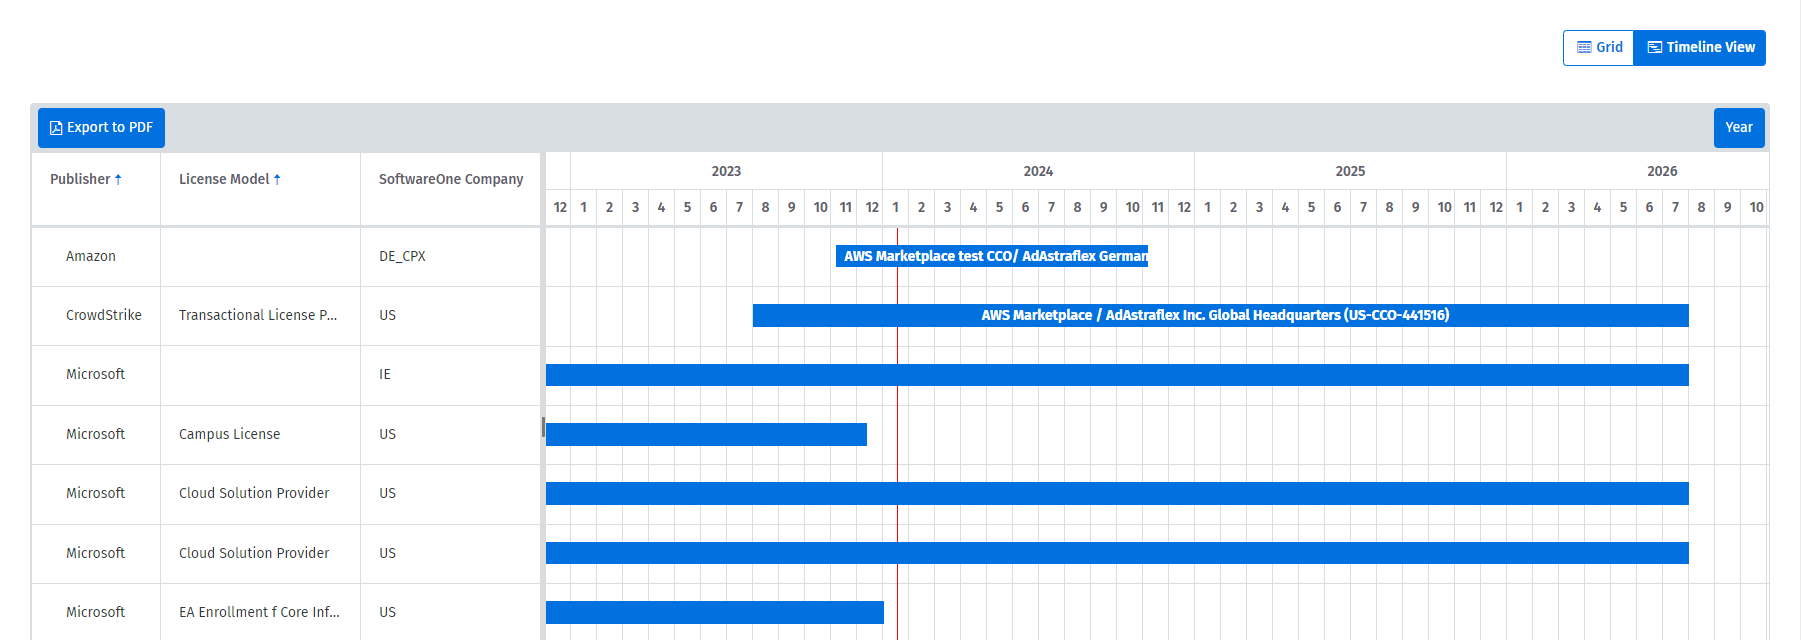 Grid Timeline View
Export to PDF Year
Publisher License Model SoftwareOne Company
2023 2024 2025 2026
12 1 2 3 4 5 6 7 8 9 10 11 12 1 2 3 4 5 6 7 8 9 10 11 12 1 2 3 4 5 6 7 8 9 10 11 12 1 2 3 4 5 6 7 8 9 10
Amazon DE_CPX AWS Marketplace test CCO/ AdAstraflex German
CrowdStrike Transactional License P... US AWS Marketplace / AdAstraflex Inc. Global Headquarters (US-CCO-441516)
Microsoft IE
Microsoft Campus License US
Microsoft Cloud Solution Provider US
Microsoft Cloud Solution Provider US
Microsoft EA Enrollment f Core Inf... US